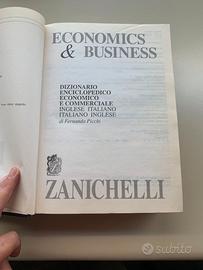 ECONOMICS
& BUSINESS
DIZIONARIO
ENCICLOPEDICO
ECONOMICO
E COMMERCIALE
INGLESE ITALIANO
ITALIANO INGLESE
di Fernando Picchi
ZANICHELLI
subito